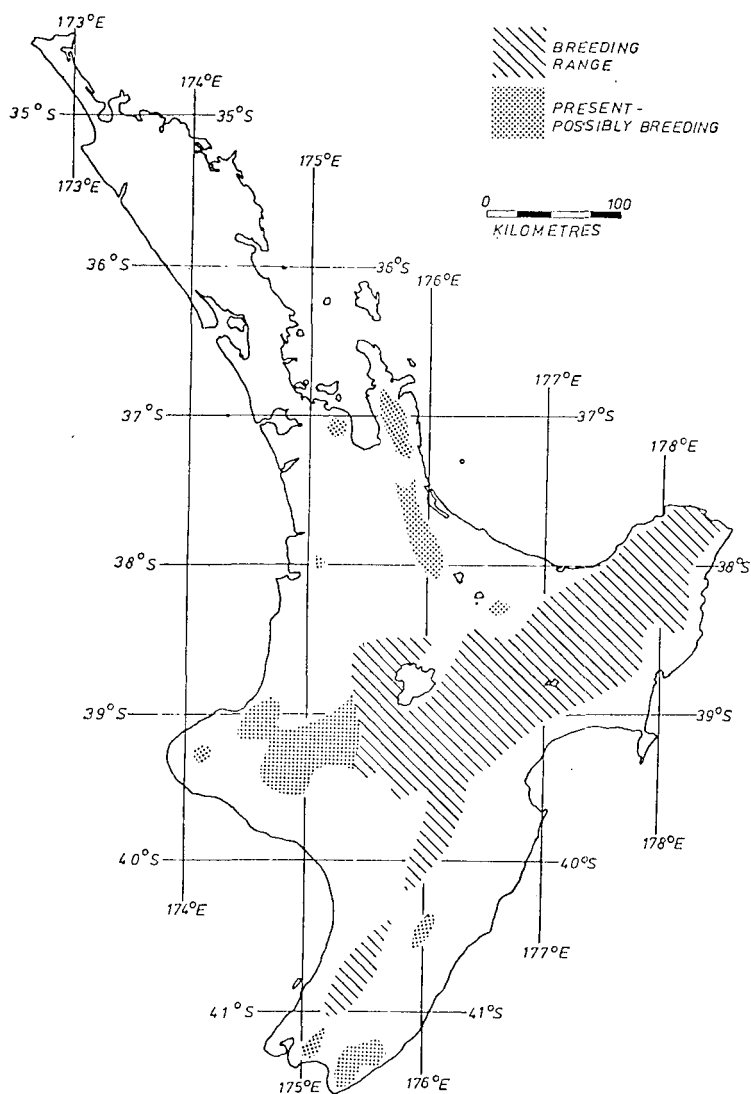 173°E
BREEDING
RANGE
174°E
35°S
35°S
PRESENT-
POSSIBLY BREEDING
175°E
173°E
0 100
KILOMETRES
36°S
36°S
176°E
177°E
37°S
37°S
178°E
38°S
38°S
39°S
39°S
178°E
40°S
40°S
174°E
177°E
41°S
41°S
175°E
176°E